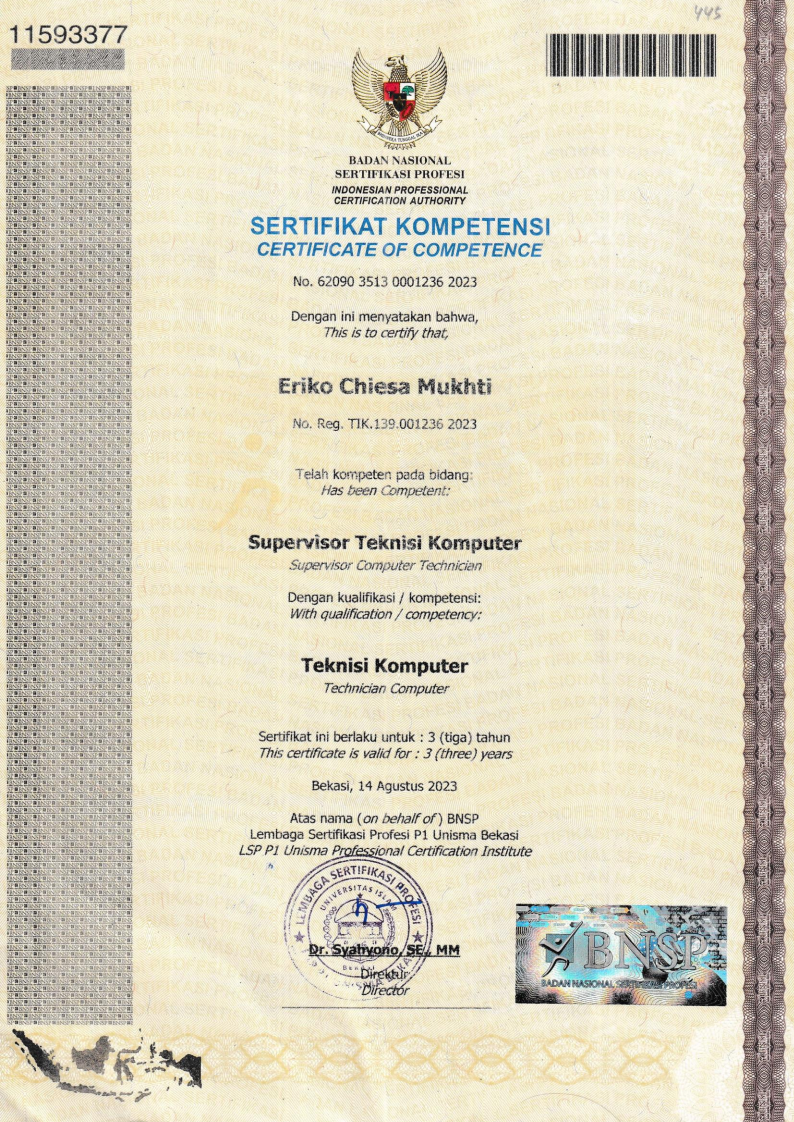 445
11593377
BADAN NASIONAL
SERTIFIKASI PROFESI
INDONESIAN PROFESSIONAL
CERTIFICATION AUTHORITY
SERTIFIKAT KOMPETENSI
CERTIFICATE OF COMPETENCE
No. 62090 3513 0001236 2023
Dengan ini menyatakan bahwa,
This is to certify that,
Eriko Chiesa Mukhti
No. Reg. TIK.139.001236 2023
Telah kompeten pada bidang:
Has been Competent:
Supervisor Teknisi Komputer
Supervisor Computer Technician
Dengan kualifikasi / kompetensi:
With qualification / competency:
Teknisi Komputer
Technician Computer
Sertifikat ini berlaku untuk : 3 (tiga) tahun
This certificate is valid for : 3 (three) years
Bekasi, 14 Agustus 2023
Atas nama (on behalf of) BNSP
Lembaga Sertifikasi Profesi P1 Unisma Bekasi
LSP P1 Unisma Professional Certification Institute
LEMBAGA SERTIFIKASI PROFESI
UNIVERSITAS ISLAM
Dr. Syahyono, SE., MM
Direktur
Director
BNSP
BADAN NASIONAL SERTIFIKASI PROFESI